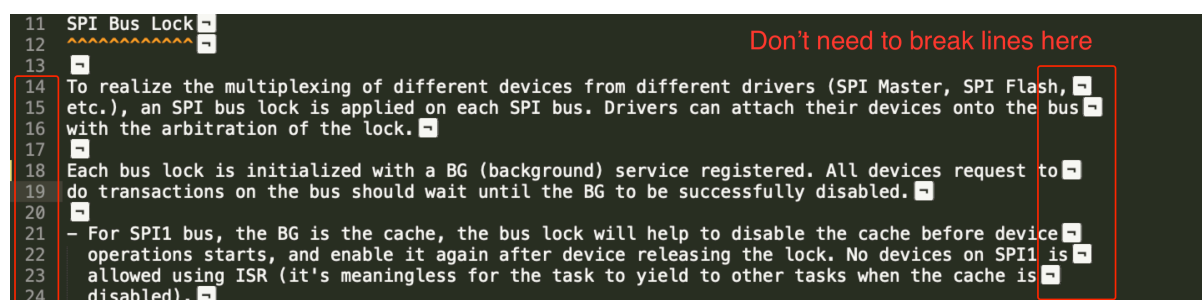 11 SPI Bus Lock¬
Don't need to break lines here
12 ^^^^^^^^^^^^¬
13 ¬
14 To realize the multiplexing of different devices from different drivers (SPI Master, SPI Flash,¬
15 etc.), an SPI bus lock is applied on each SPI bus. Drivers can attach their devices onto the bus¬
16 with the arbitration of the lock.¬
17 ¬
18 Each bus lock is initialized with a BG (background) service registered. All devices request to¬
19 do transactions on the bus should wait until the BG to be successfully disabled.¬
20 ¬
21 - For SPI1 bus, the BG is the cache, the bus lock will help to disable the cache before device¬
22 operations starts, and enable it again after device releasing the lock. No devices on SPI1 is¬
23 allowed using ISR (it's meaningless for the task to yield to other tasks when the cache is¬
24 disabled).¬